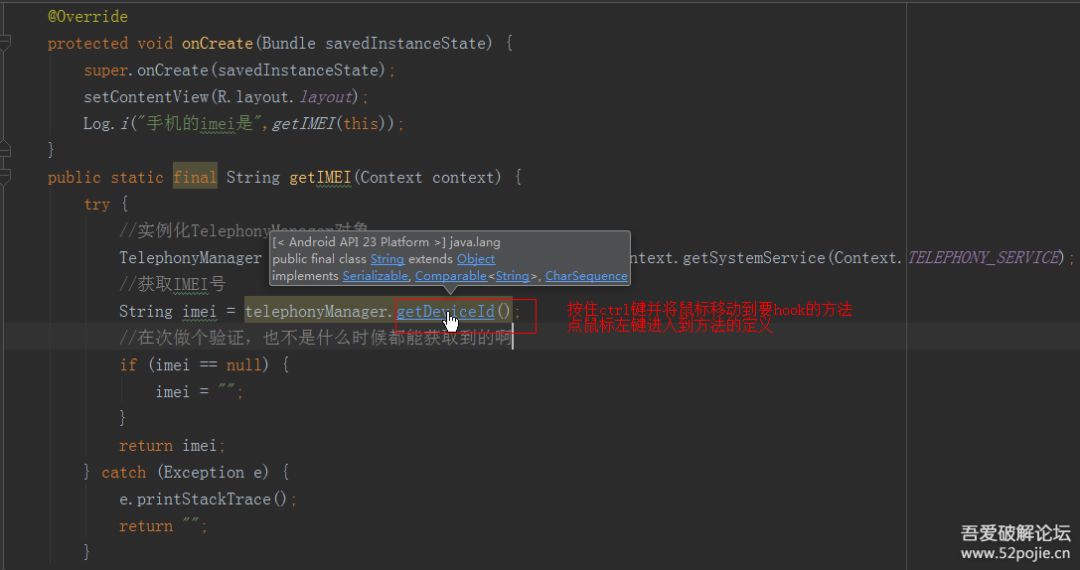 @Override
protected void onCreate(Bundle savedInstanceState) {
super.onCreate(savedInstanceState);
setContentView(R.layout.layout);
Log.i("手机的imei是",getIMEI(this));
}
public static final String getIMEI(Context context) {
try {
//实例化TelephonyManager对象
[< Android API 23 Platform >] java.lang
public final class String extends Object
implements Serializable, Comparable<String>, CharSequence
TelephonyManager ntext.getSystemService(Context.TELEPHONY_SERVICE);
//获取IMEI号
String imei = telephonyManager.getDeviceId();
按住ctrl键并将鼠标移动到要hook的方法
点鼠标左键进入到方法的定义
//在次做个验证，也不是什么时候都能获取到的啊
if (imei == null) {
imei = "";
}
return imei;
} catch (Exception e) {
e.printStackTrace();
return "";
}
吾爱破解论坛
www.52pojie.cn